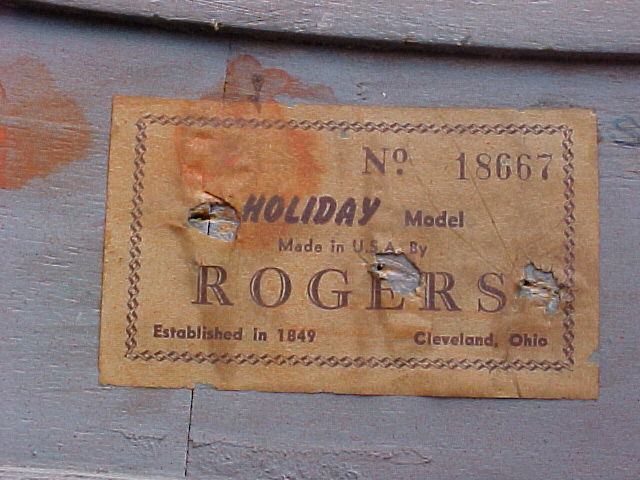 Nº 18667
HOLIDAY Model
Made in U.S.A. By
ROGERS
Established in 1849 Cleveland, Ohio